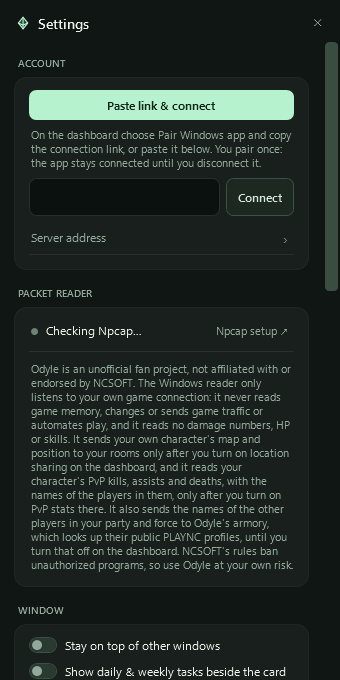 Settings
ACCOUNT
Paste link & connect
On the dashboard choose Pair Windows app and copy
the connection link, or paste it below. You pair once:
the app stays connected until you disconnect it.
Connect
Server address
PACKET READER
Checking Npcap...
Npcap setup ↗
Odyle is an unofficial fan project, not affiliated with or
endorsed by NCSOFT. The Windows reader only
listens to your own game connection: it never reads
game memory, changes or sends game traffic or
automates play, and it reads no damage numbers, HP
or skills. It sends your own character's map and
position to your rooms only after you turn on location
sharing on the dashboard, and it reads your
character's PvP kills, assists and deaths, with the
names of the players in them, only after you turn on
PvP stats there. It also sends the names of the other
players in your party and force to Odyle's armory,
which looks up their public PLAYNC profiles, until you
turn that off on the dashboard. NCSOFT's rules ban
unauthorized programs, so use Odyle at your own risk.
WINDOW
Stay on top of other windows
Show daily & weekly tasks beside the card